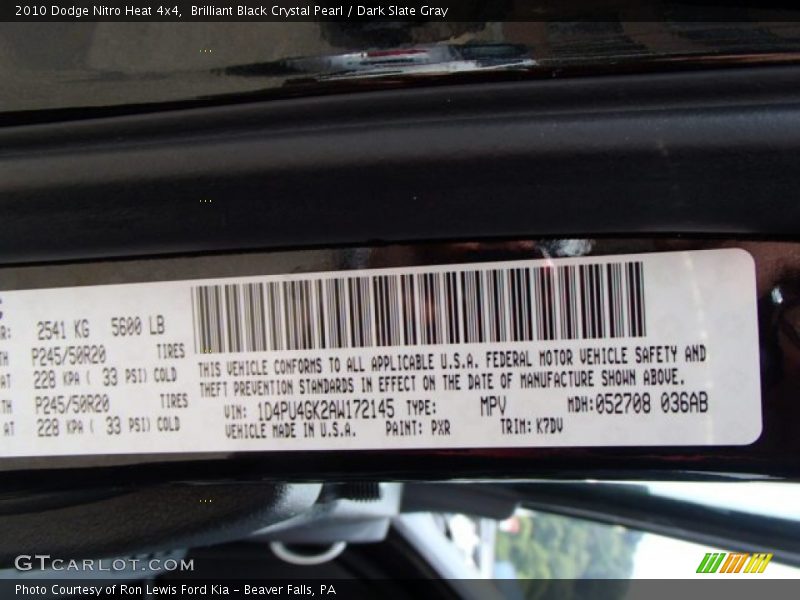 2010 Dodge Nitro Heat 4x4,  Brilliant Black Crystal Pearl / Dark Slate Gray
2541 KG 5600 LB
P245/50R20 TIRES
AT 228 KPA ( 33 PSI) COLD
P245/50R20 TIRES
AT 228 KPA ( 33 PSI) COLD
THIS VEHICLE CONFORMS TO ALL APPLICABLE U.S.A. FEDERAL MOTOR VEHICLE SAFETY AND
THEFT PREVENTION STANDARDS IN EFFECT ON THE DATE OF MANUFACTURE SHOWN ABOVE.
VIN: 1D4PU4GK2AW172145 TYPE: MPV MDH:052708 036AB
VEHICLE MADE IN U.S.A. PAINT: PXR TRIM: K7DV
GTCARLOT.COM
Photo Courtesy of Ron Lewis Ford Kia – Beaver Falls, PA